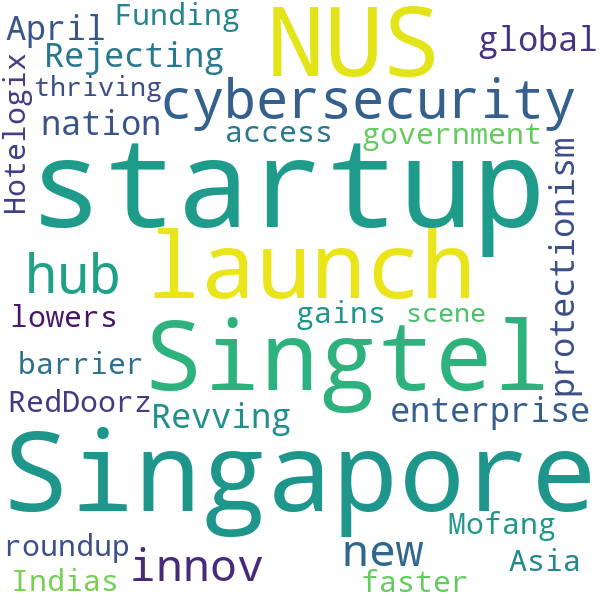 Funding
NUS
April
global
Rejecting
Hotelogix
thriving
cybersecurity
nation
access
government
startup
protectionism
launch
hub
lowers
gains
scene
Singtel
barrier
RedDoorz
Revving
enterprise
Singapore
Mofang
roundup
innov
new
Asia
Indias
faster